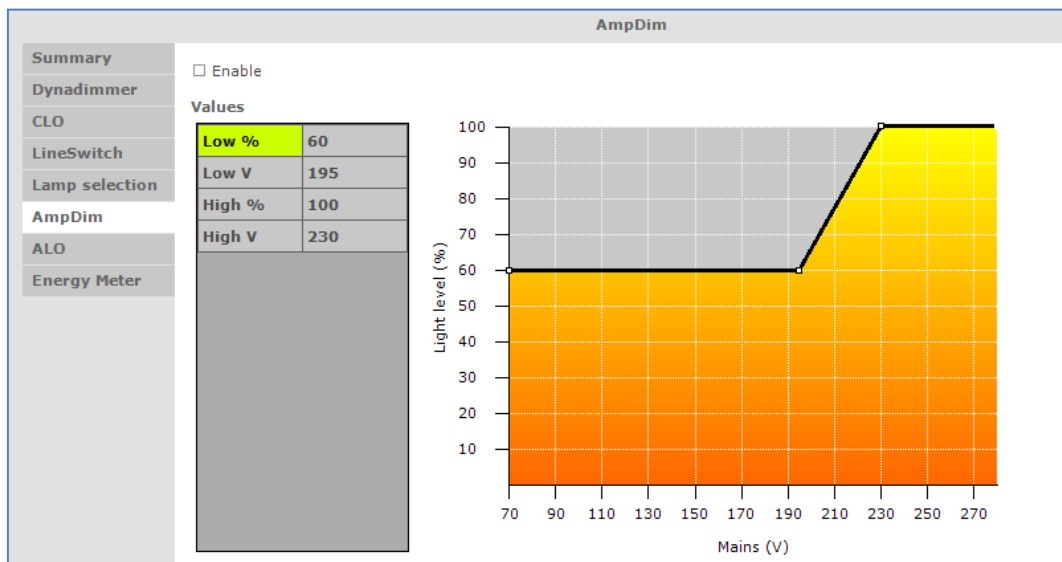 AmpDim
Summary
Dynadimmer
CLO
LineSwitch
Lamp selection
AmpDim
ALO
Energy Meter
Enable
Values
Low % 60
Low V 195
High % 100
High V 230
100
90
80
70
60
50
40
30
20
10
Light level (%)
70 90 110 130 150 170 190 210 230 250 270
Mains (V)